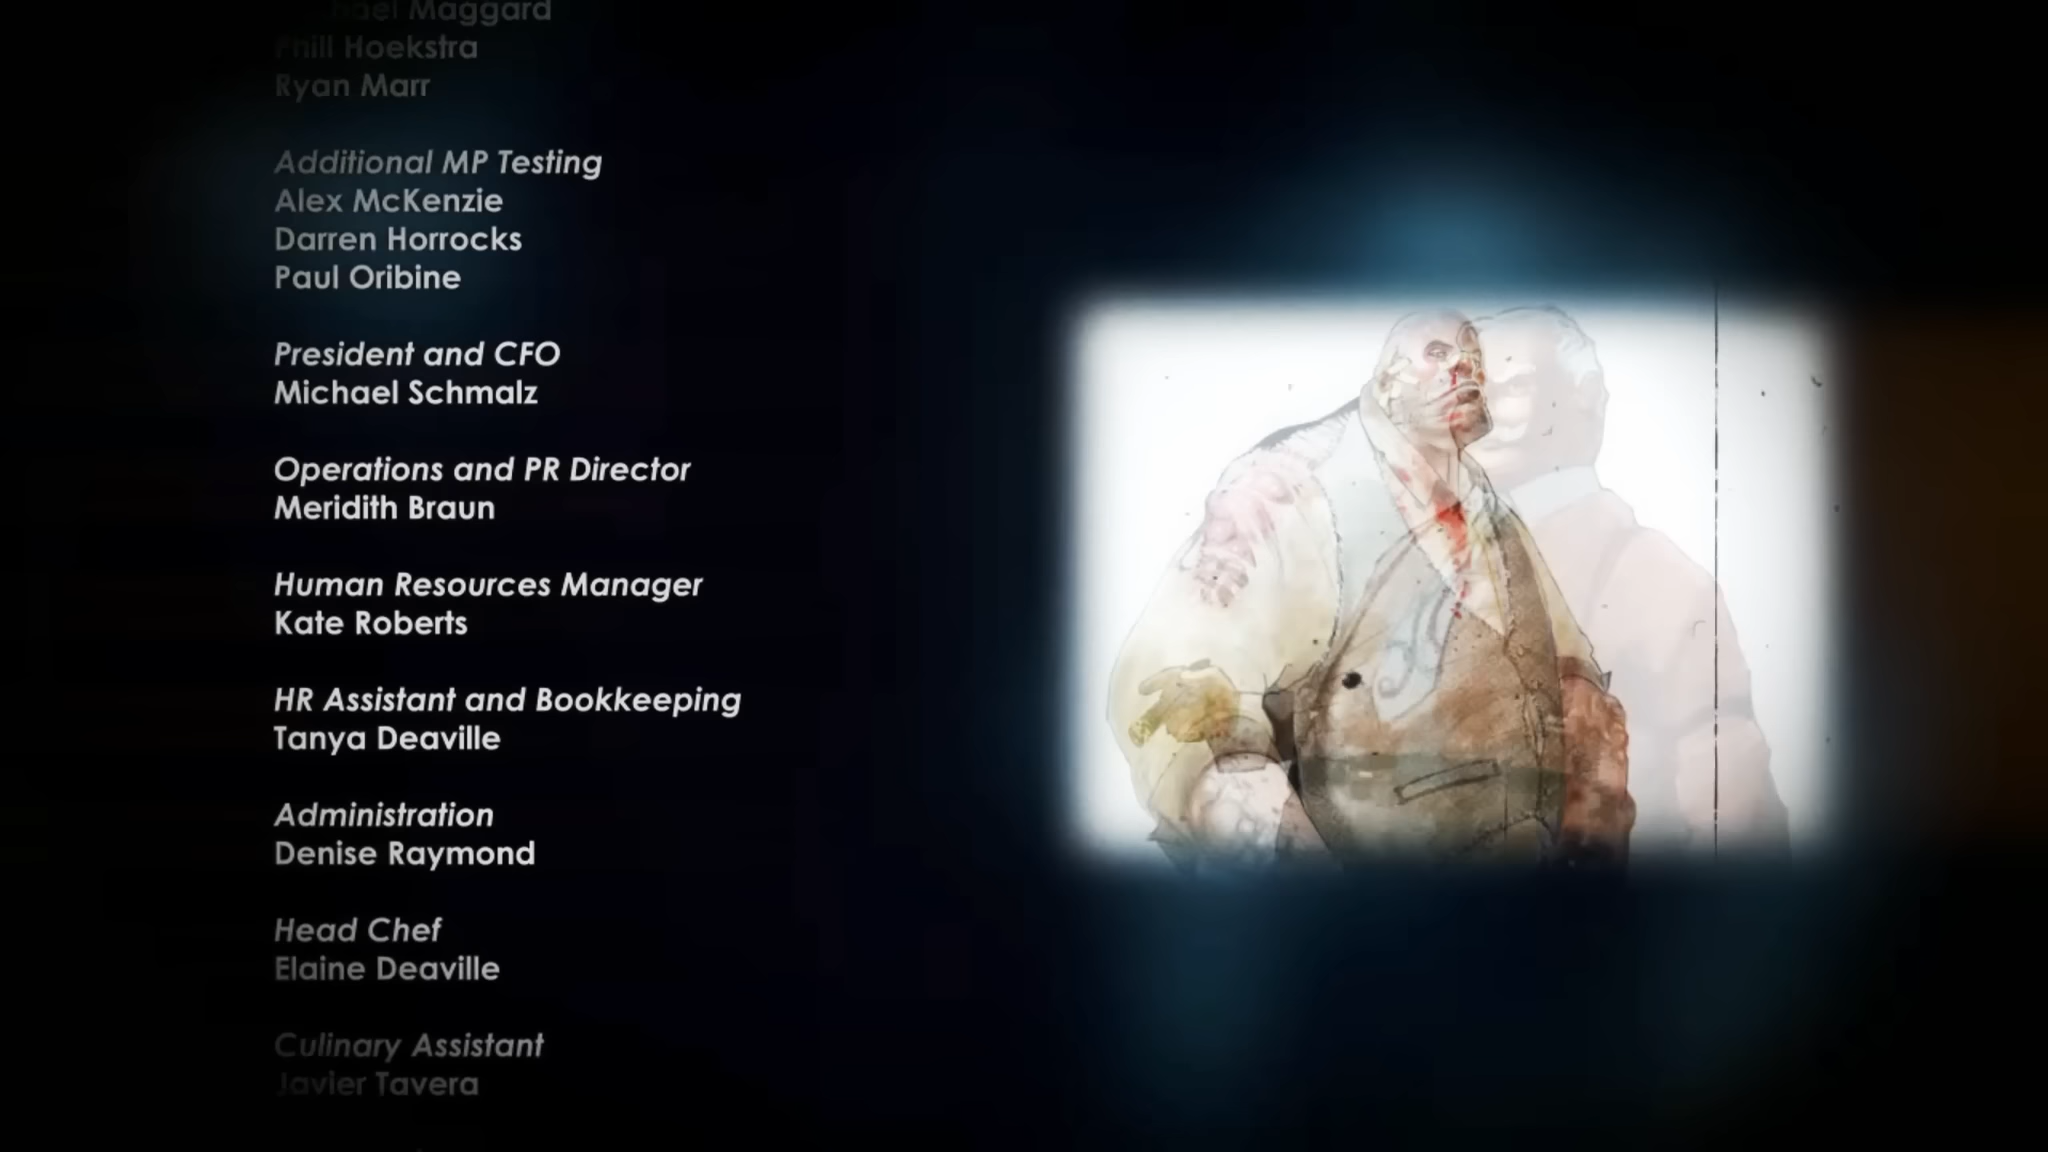 Maggard
Phill Hoekstra
Ryan Marr
Additional MP Testing
Alex McKenzie
Darren Horrocks
Paul Oribine
President and CFO
Michael Schmalz
Operations and PR Director
Meridith Braun
Human Resources Manager
Kate Roberts
HR Assistant and Bookkeeping
Tanya Deaville
Administration
Denise Raymond
Head Chef
Elaine Deaville
Culinary Assistant
Javier Tavera